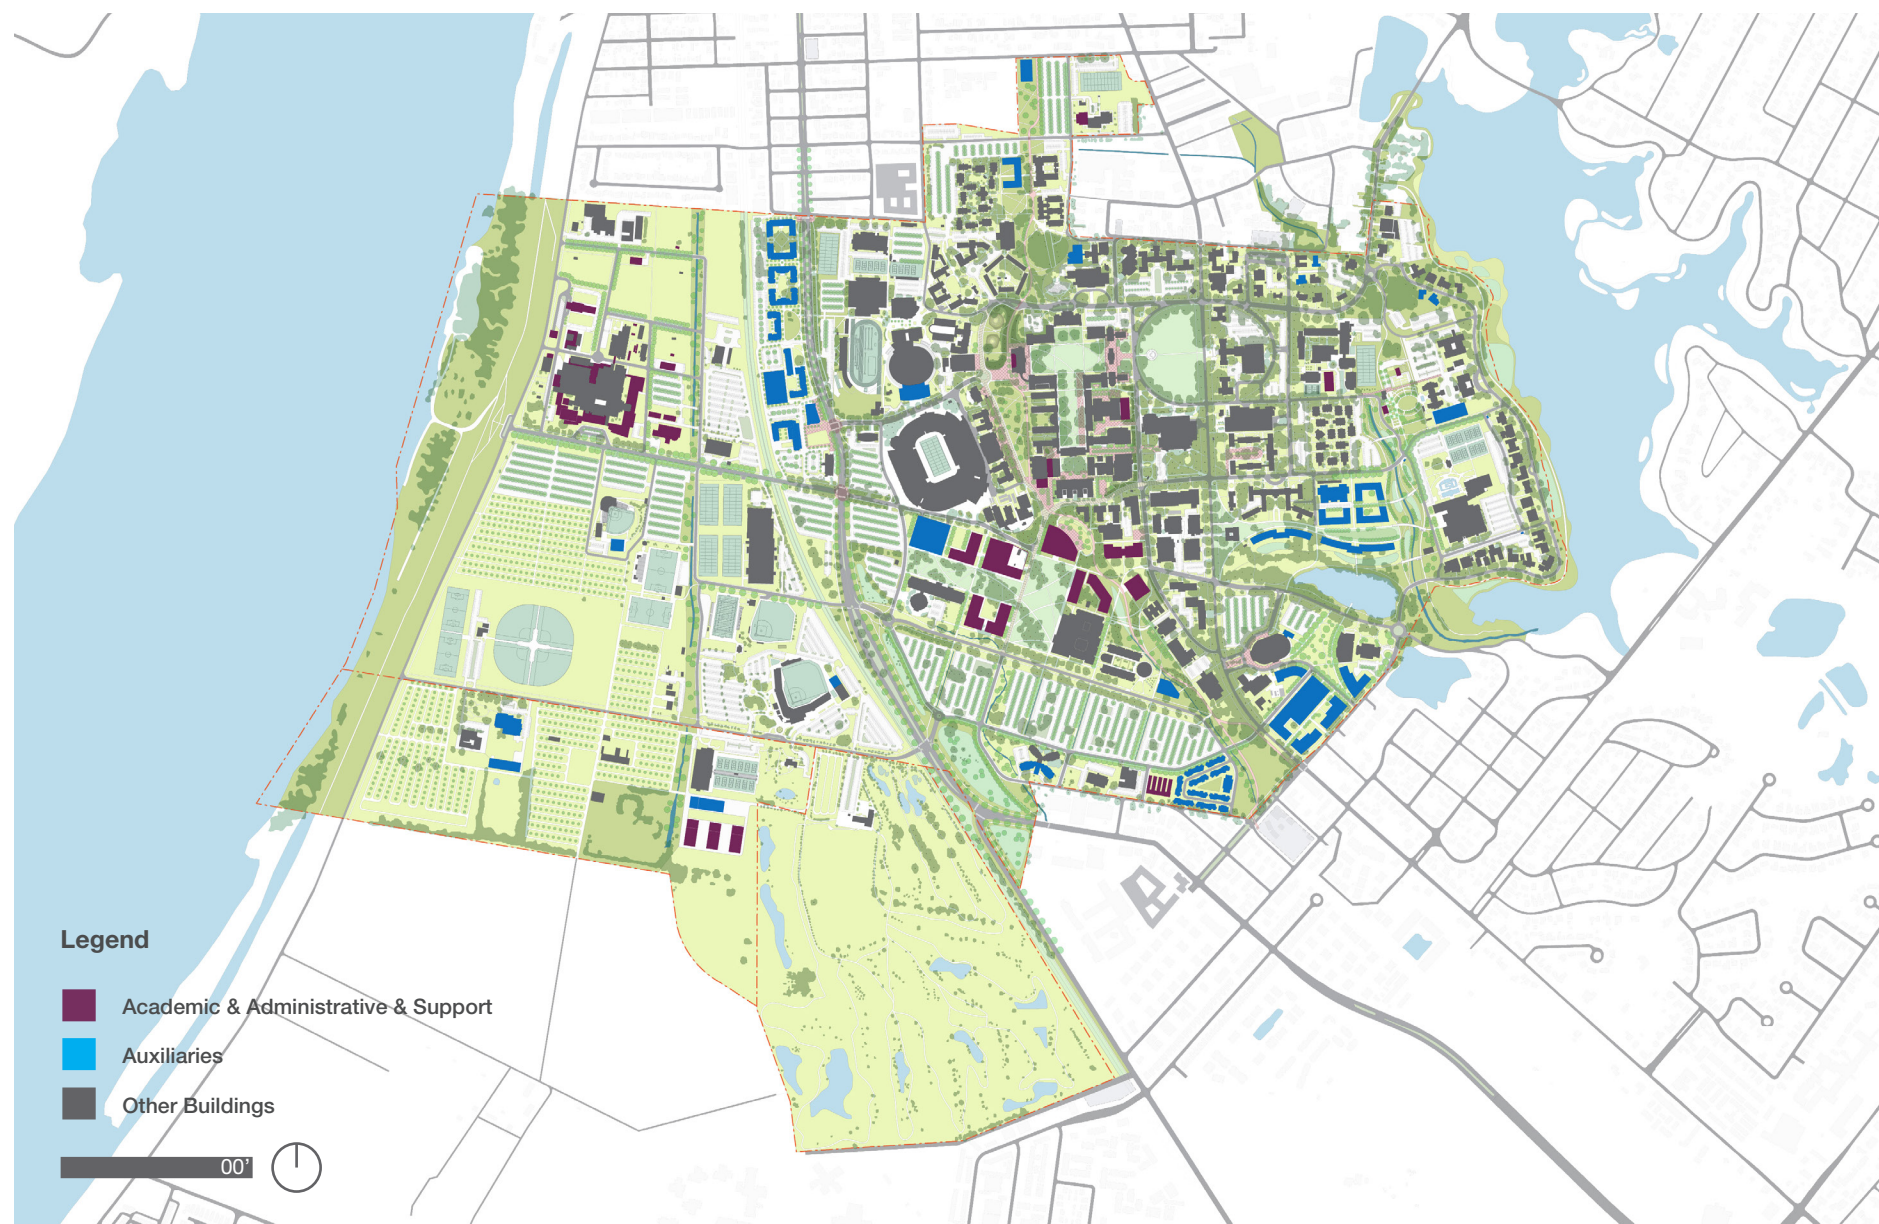 Legend
Academic & Administrative & Support
Auxiliaries
Other Buildings
00'